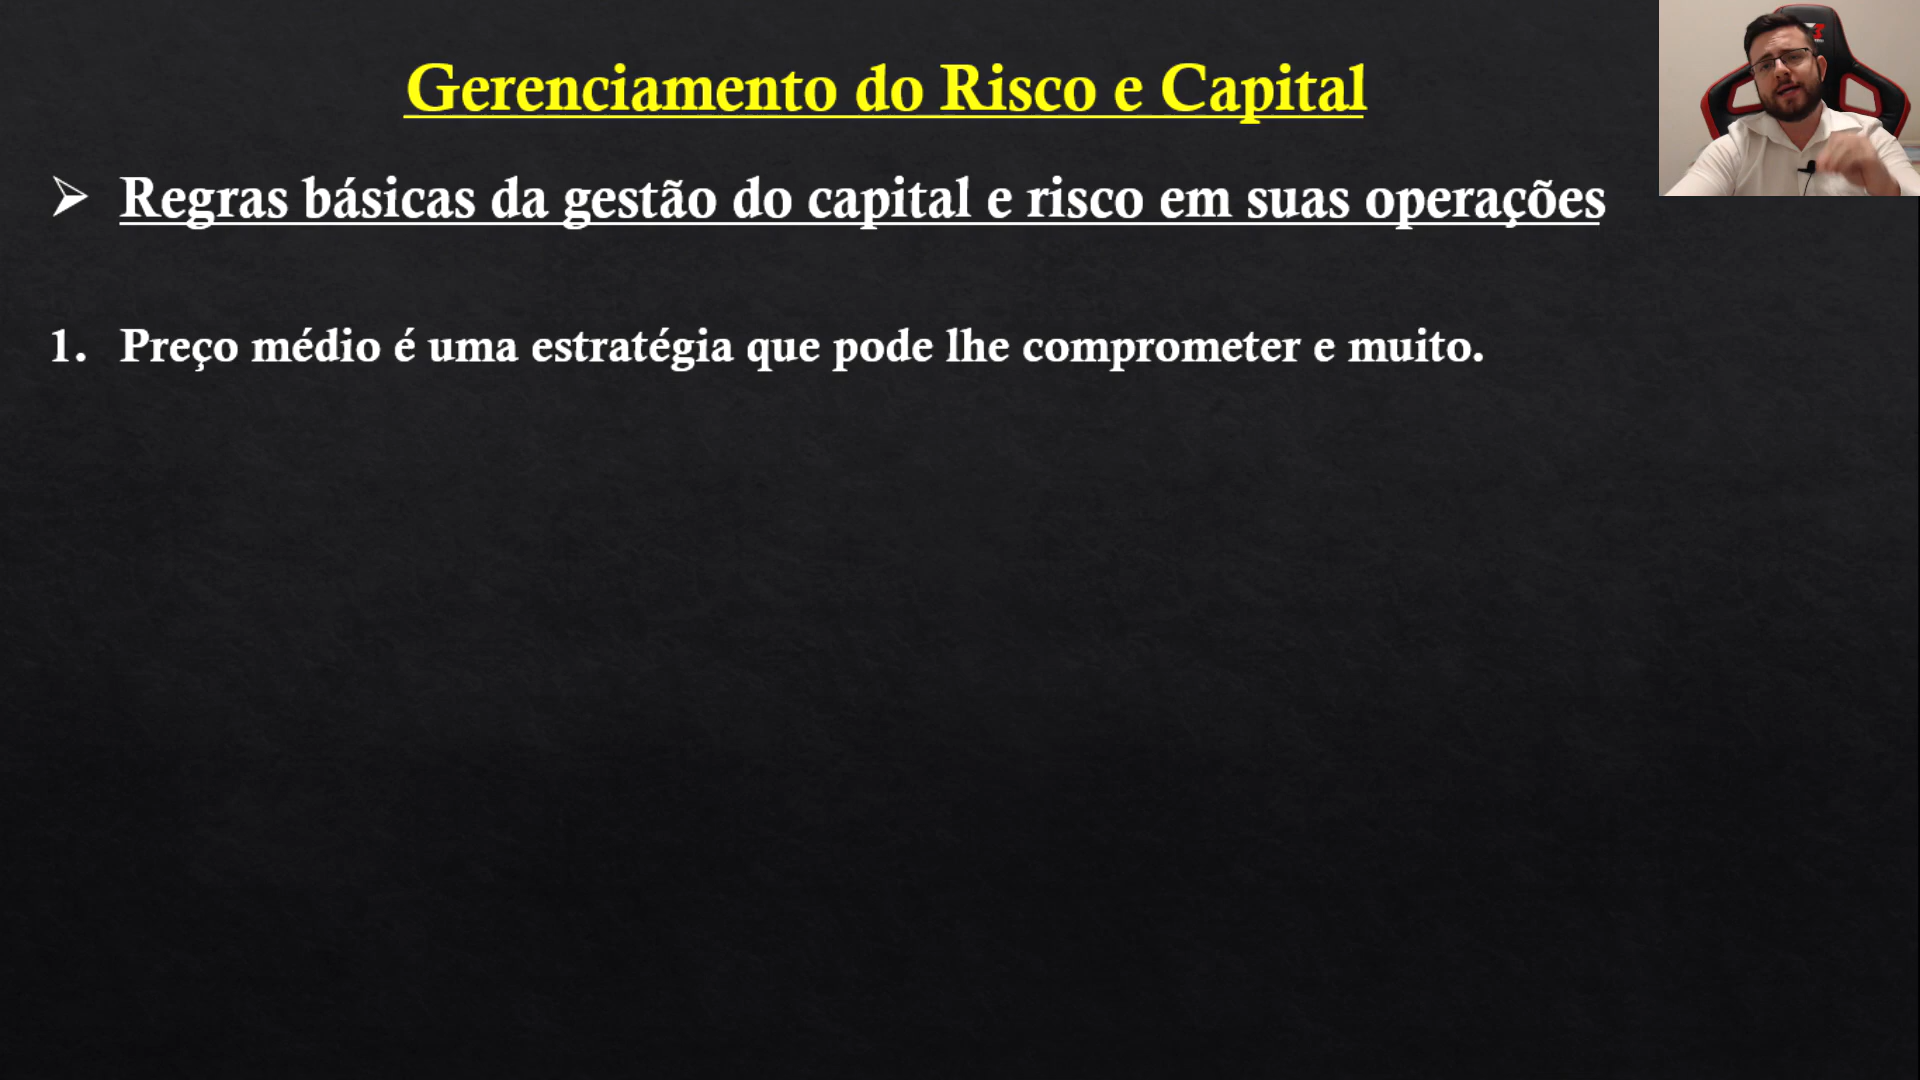 Gerenciamento do Risco e Capital
Regras básicas da gestão do capital e risco em suas operações
1. Preço médio é uma estratégia que pode lhe comprometer e muito.